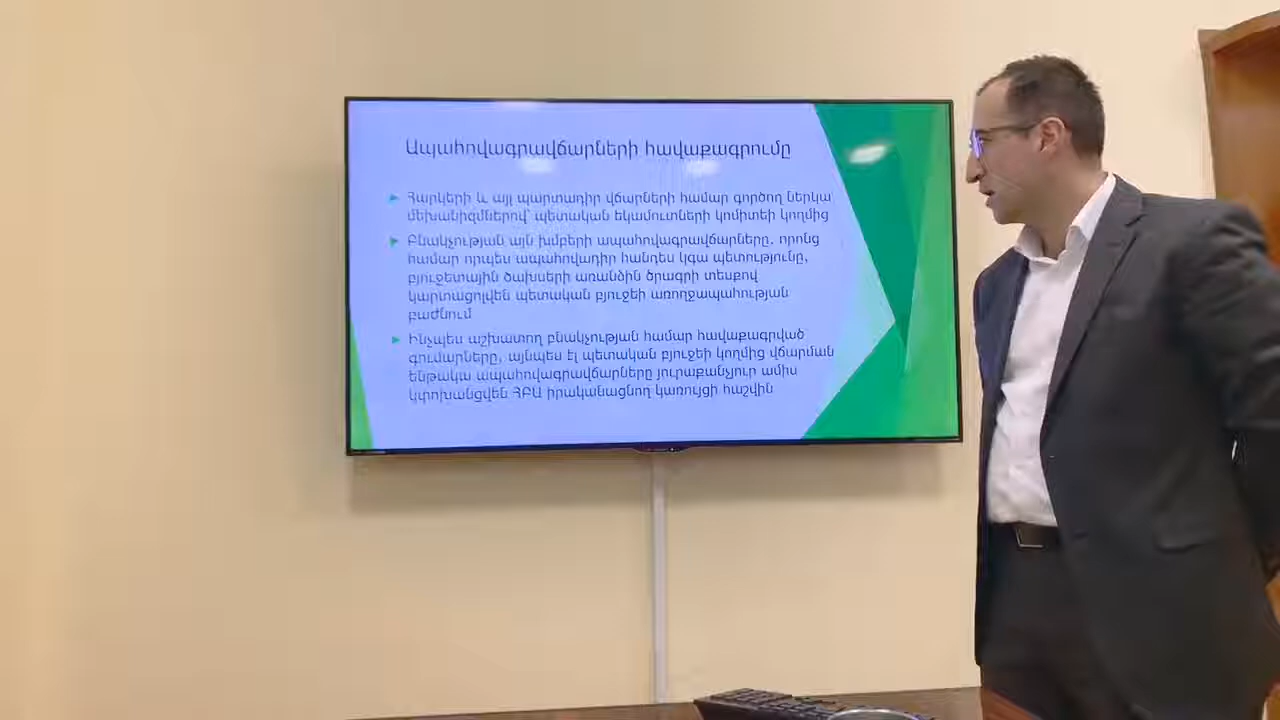 Ապահովագրավճարների հավաքագրումը
Հարկերի և այլ պարտադիր վճարների համար գործող ներկա
մեխանիզմներով՝ պետական եկամուտների կոմիտեի կողմից
Բնակչության այն խմբերի ապահովագրավճարները, որոնց
համար որպես ապահովադիր հանդես կգա պետությունը,
բյուջետային ծախսերի առանձին ծրագրի տեսքով
կարտացոլվեն պետական բյուջեի առողջապահության
բաժնում
Ինչպես աշխատող բնակչության համար հավաքագրված
գումարները, այնպես էլ պետական բյուջեի կողմից վճարման
ենթակա ապահովագրավճարները յուրաքանչյուր ամիս
կփոխանցվեն ՀԲԱ իրականացնող կառույցի հաշվին